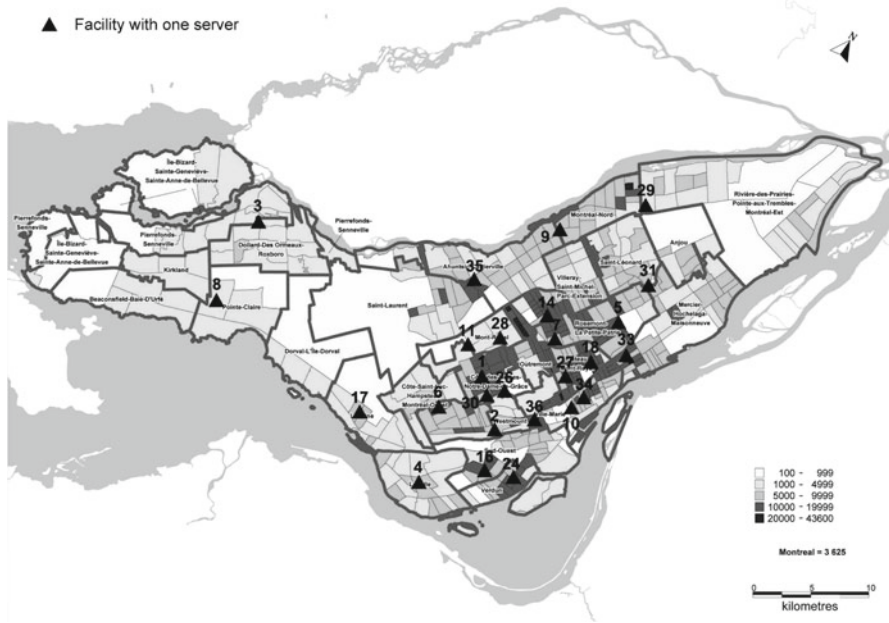 Facility with one server
N
Île-Bizard-
Sainte-Geneviève-
Sainte-Anne-de-Bellevue
Pierrefonds-
Senneville
3
Pierrefonds-
Senneville
Pierrefonds-
Senneville
Dollard-Des Ormeaux-
Roxboro
Île-Bizard-
Sainte-Geneviève-
Sainte-Anne-de-Bellevue
Kirkland
8
Beaconsfield-Baie-D'Urfé
Pointe-Claire
29
Rivière-des-Prairies-
Pointe-aux-Trembles-
Montréal-Est
Montréal-Nord
9
Anjou
Saint-Léonard
35
31
Villeray-
Saint-Michel-
Parc-Extension
Saint-Laurent
Mercier-
Hochelaga-
Maisonneuve
14
5
Rosemont-
La Petite-Patrie
7
28
11
Dorval-L'Île-Dorval
33
18
Outremont
1
27
26
Côte-Saint-Luc-
Hampstead-
Montréal-Ouest
Notre-Dame-de-Grâce
6
30
34
17
36
10
2
Westmount
Sud-Ouest
16
24
4
Verdun
100 - 999
1000 - 4999
5000 - 9999
10000 - 19999
20000 - 43600
Montreal = 3 625
0 5 10
kilometres